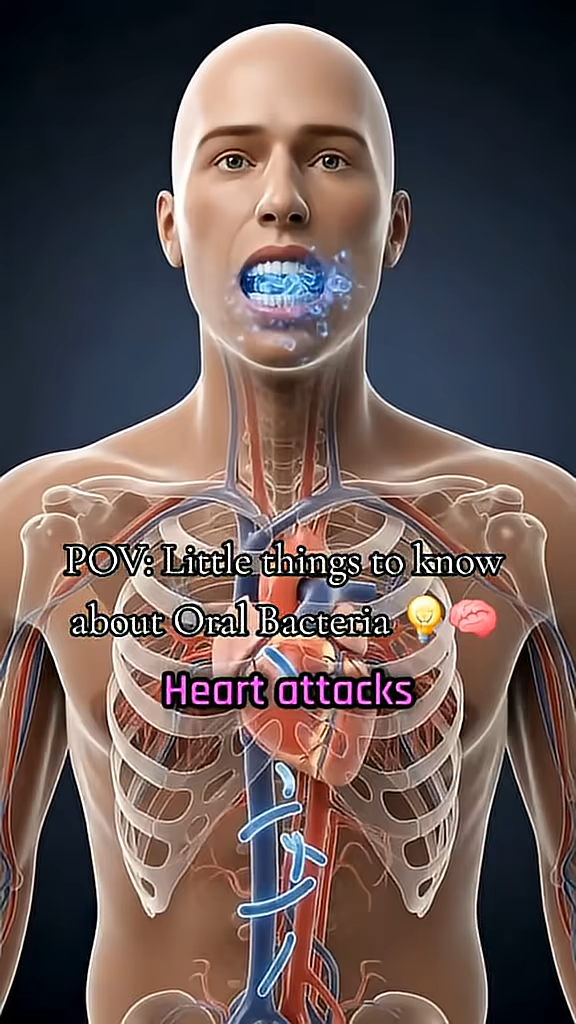 POV: Little things to know
about Oral Bacteria 💡🧠
Heart attacks